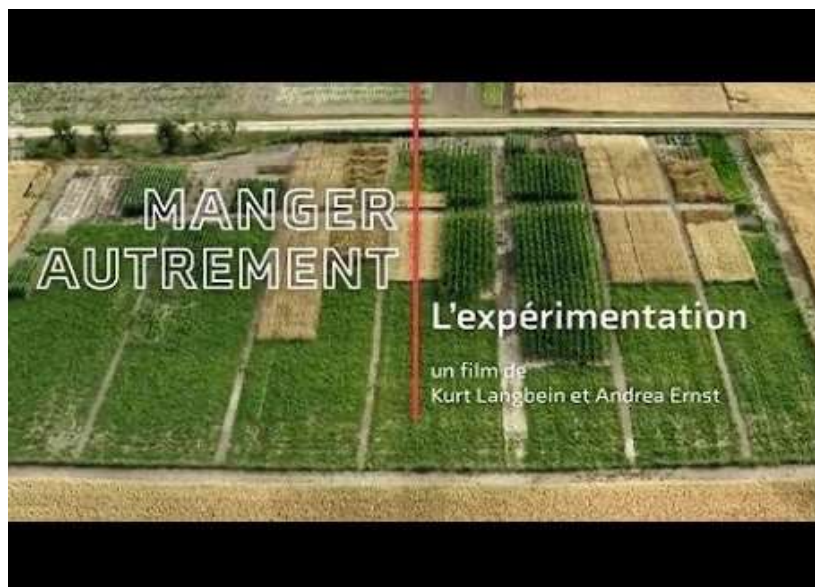 MANGER
AUTREMENT
L'expérimentation
un film de
Kurt Langbein et Andrea Ernst